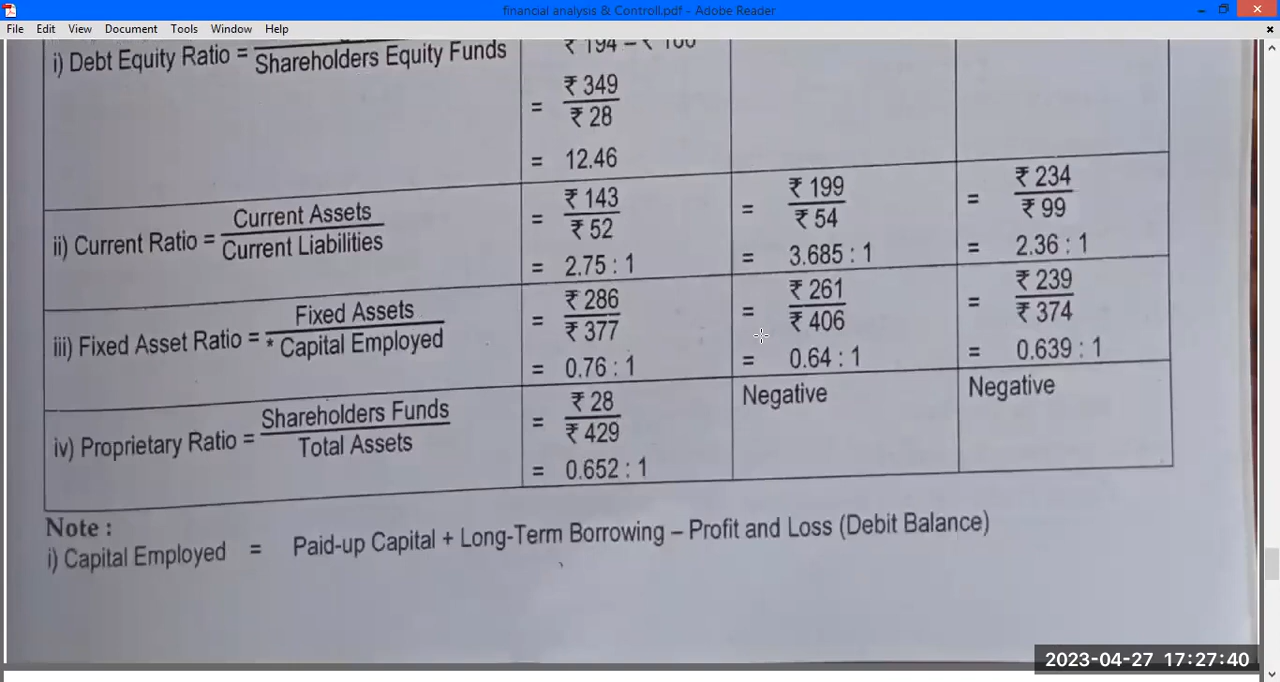 financial analysis & Controll.pdf - Adobe Reader
File Edit View Document Tools Window Help
i) Debt Equity Ratio = Shareholders Equity Funds
₹ 194 – ₹ 166
= ₹ 349 / ₹ 28
= 12.46
ii) Current Ratio = Current Assets / Current Liabilities
= ₹ 143 / ₹ 52
= 2.75 : 1
= ₹ 199 / ₹ 54
= 3.685 : 1
= ₹ 234 / ₹ 99
= 2.36 : 1
iii) Fixed Asset Ratio = Fixed Assets / * Capital Employed
= ₹ 286 / ₹ 377
= 0.76 : 1
= ₹ 261 / ₹ 406
= 0.64 : 1
= ₹ 239 / ₹ 374
= 0.639 : 1
iv) Proprietary Ratio = Shareholders Funds / Total Assets
= ₹ 28 / ₹ 429
= 0.652 : 1
Negative
Negative
Note :
i) Capital Employed = Paid-up Capital + Long-Term Borrowing – Profit and Loss (Debit Balance)
2023-04-27 17:27:40